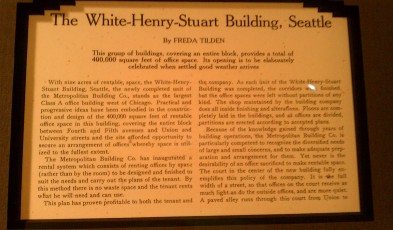 The White-Henry-Stuart Building, Seattle
By FREDA TILDEN
This group of buildings, covering an entire block, provides a total of
400,000 square feet of office space. Its opening is to be elaborately
celebrated when settled good weather arrives
With nine acres of rentable space, the White-Henry-
Stuart Building, Seattle, the newly completed unit of
the Metropolitan Building Co., stands as the largest
Class A office building west of Chicago. Practical and
progressive ideas have been embodied in the construc-
tion and design of the 400,000 square feet of rentable
office space in this building, covering the entire block
between Fourth and Fifth avenues and Union and
University streets and the site afforded opportunity to
secure an arrangement of offices whereby space is util-
ized to the fullest extent.
The Metropolitan Building Co. has inaugurated a
rental system which consists of renting offices by space
(rather than by the room) to be designed and finished to
suit the needs and carry out the plans of the tenant. By
this method there is no waste space and the tenant rents
what he will need and can use.
This plan has proven profitable to both the tenant and
the company. As each unit of the White-Henry-Stuart
Building was completed, the corridors were finished,
but the office spaces were left without partitions of any
kind. The shop maintained by the building company
does all inside finishing and alterations. Floors are com-
pletely laid in the buildings, and as offices are divided,
partitions are erected according to accepted plans.
Because of the knowledge gained through years of
building operations, the Metropolitan Building Co. is
particularly competent to recognize the diversified needs
of large and small concerns, and to make adequate prep-
aration and arrangement for them. Yet never is the
desirability of an office sacrificed to make rentable space.
The court in the center of the new building fully ex-
emplifies this policy of the company. It is the full
width of a street, so that offices on the court receive as
much light as do the outside offices, and are more quiet.
A paved alley runs through this court from Union to